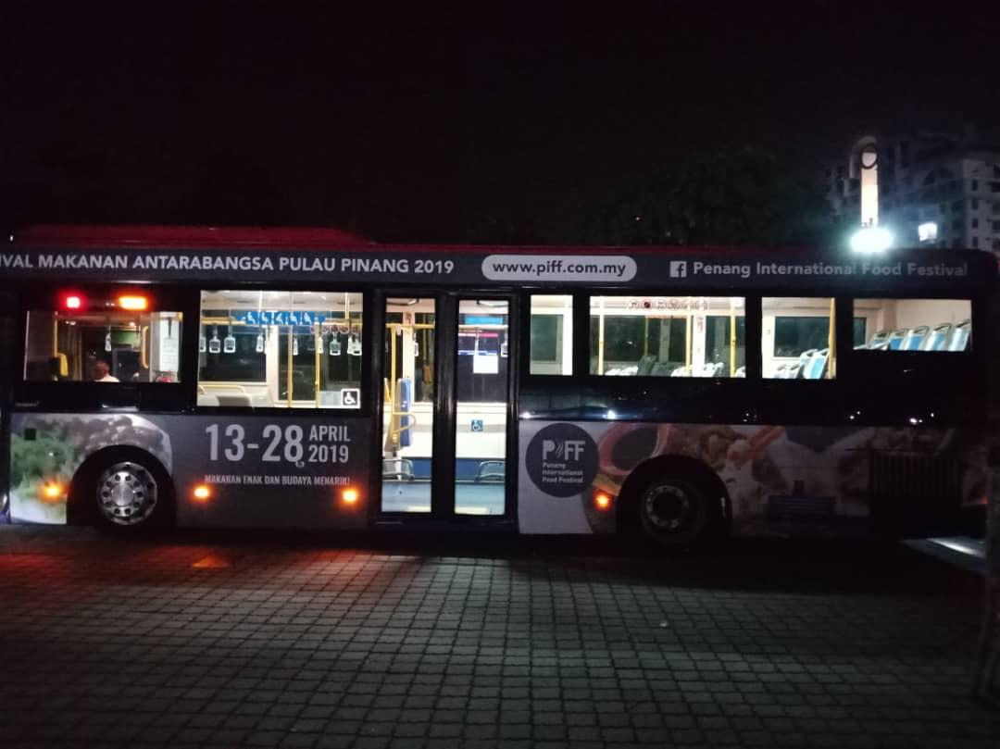 IVAL MAKANAN ANTARABANGSA PULAU PINANG 2019
www.piff.com.my
Penang International Food Festival
13-28 APRIL
2019
MAKANAN ENAK DAN BUDAYA MENARIK!
PIFF
Penang
International
Food Festival